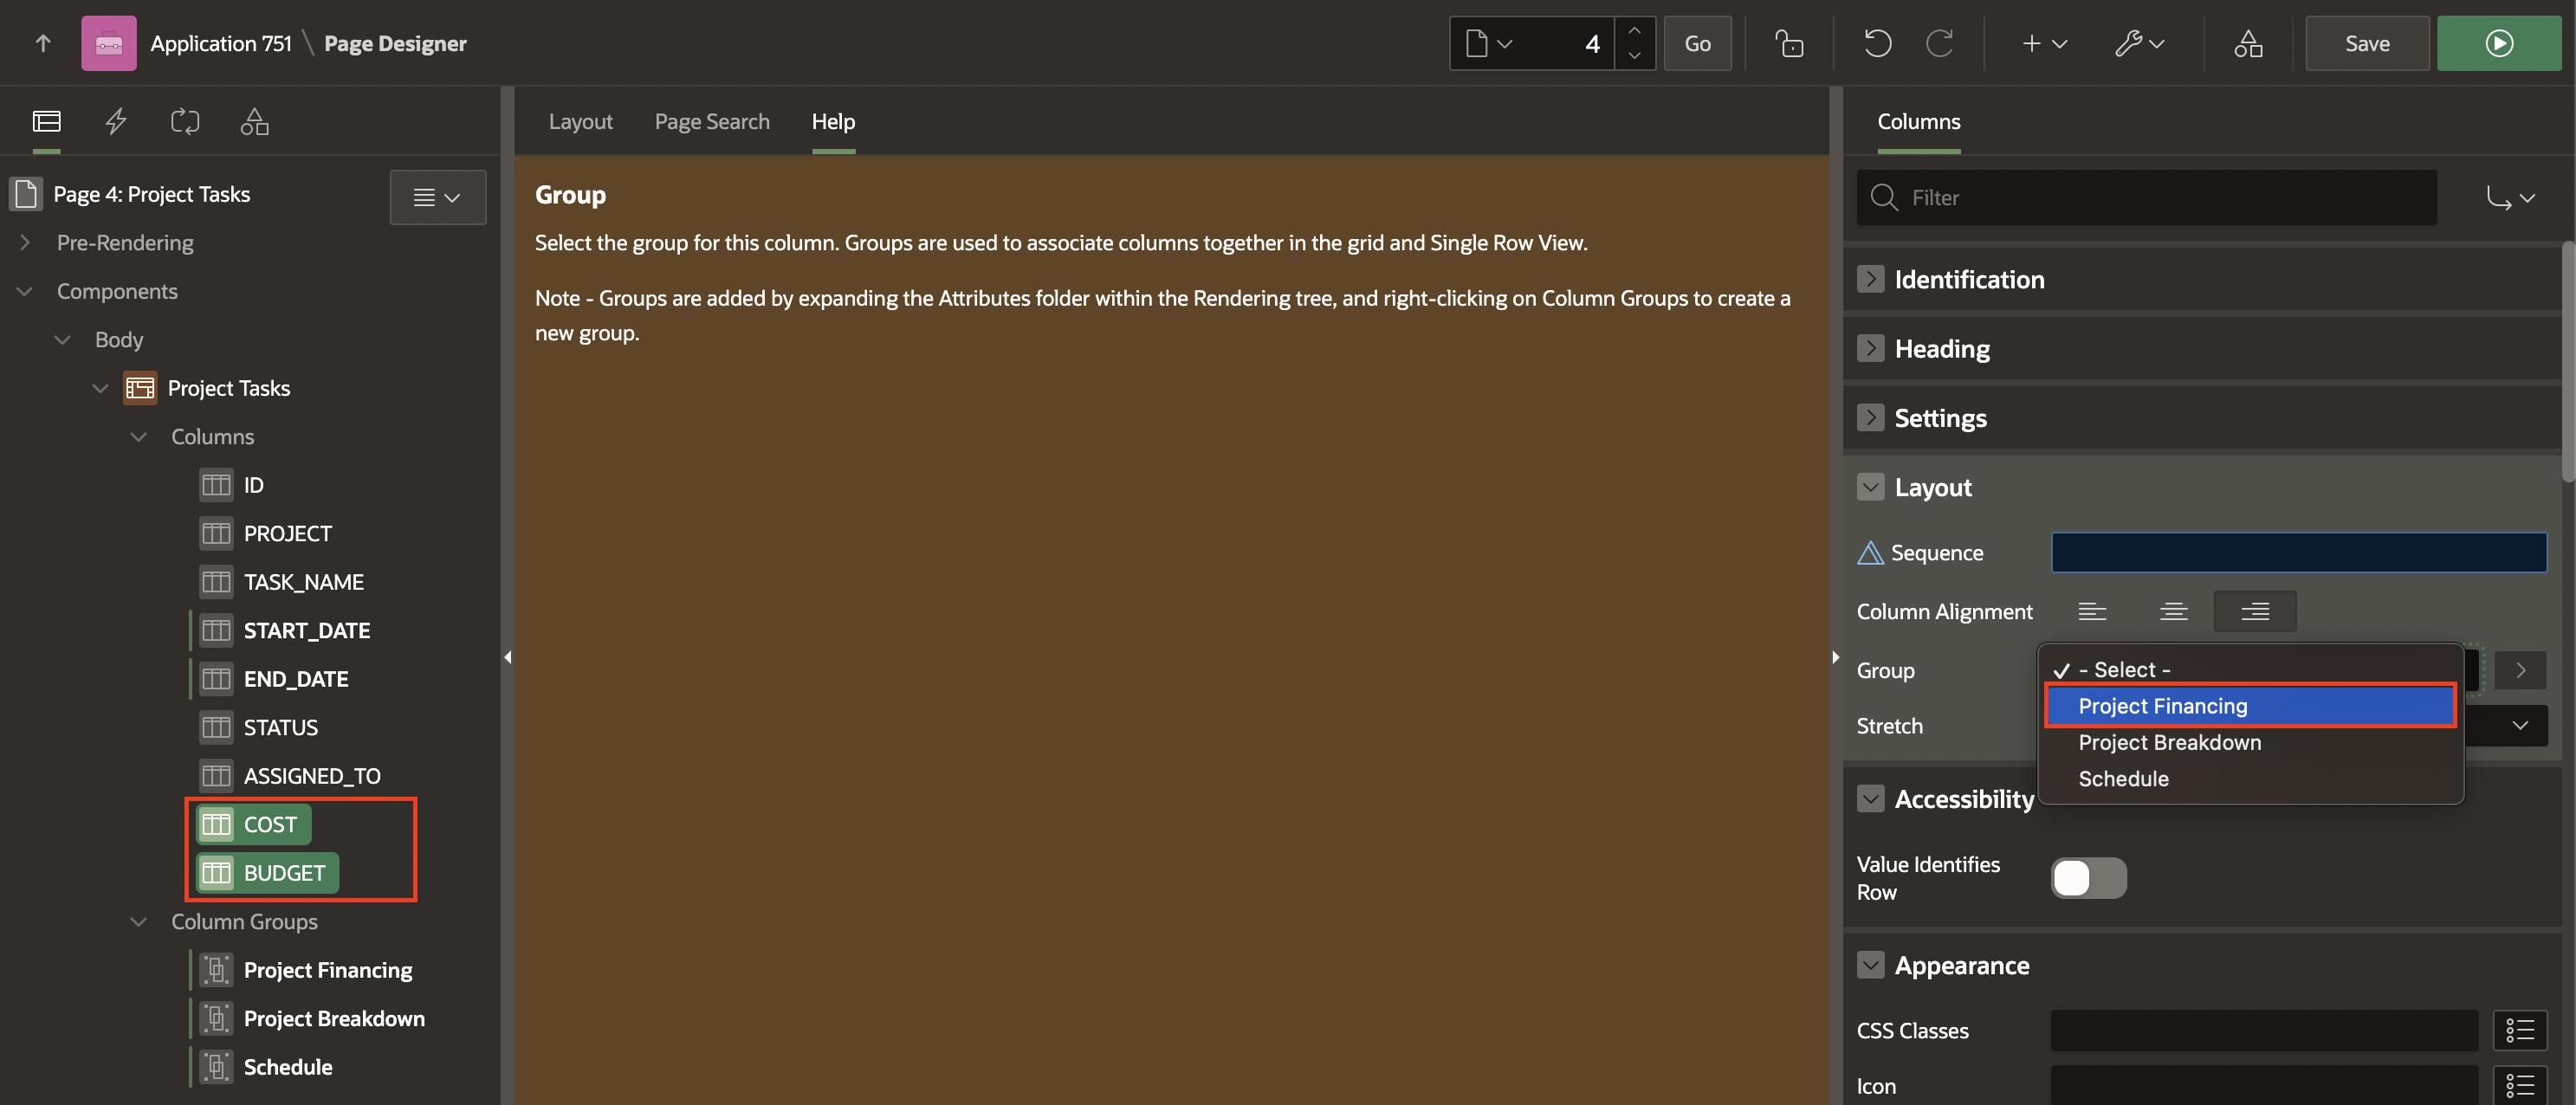 Application 751 \ Page Designer
4
Go
Save
Page 4: Project Tasks
Pre-Rendering
Components
Body
Project Tasks
Columns
ID
PROJECT
TASK_NAME
START_DATE
END_DATE
STATUS
ASSIGNED_TO
COST
BUDGET
Column Groups
Project Financing
Project Breakdown
Schedule
Layout
Page Search
Help
Group
Select the group for this column. Groups are used to associate columns together in the grid and Single Row View.
Note - Groups are added by expanding the Attributes folder within the Rendering tree, and right-clicking on Column Groups to create a
new group.
Columns
Filter
Identification
Heading
Settings
Layout
Sequence
Column Alignment
Group
- Select -
Project Financing
Project Breakdown
Schedule
Stretch
Accessibility
Value Identifies
Row
Appearance
CSS Classes
Icon